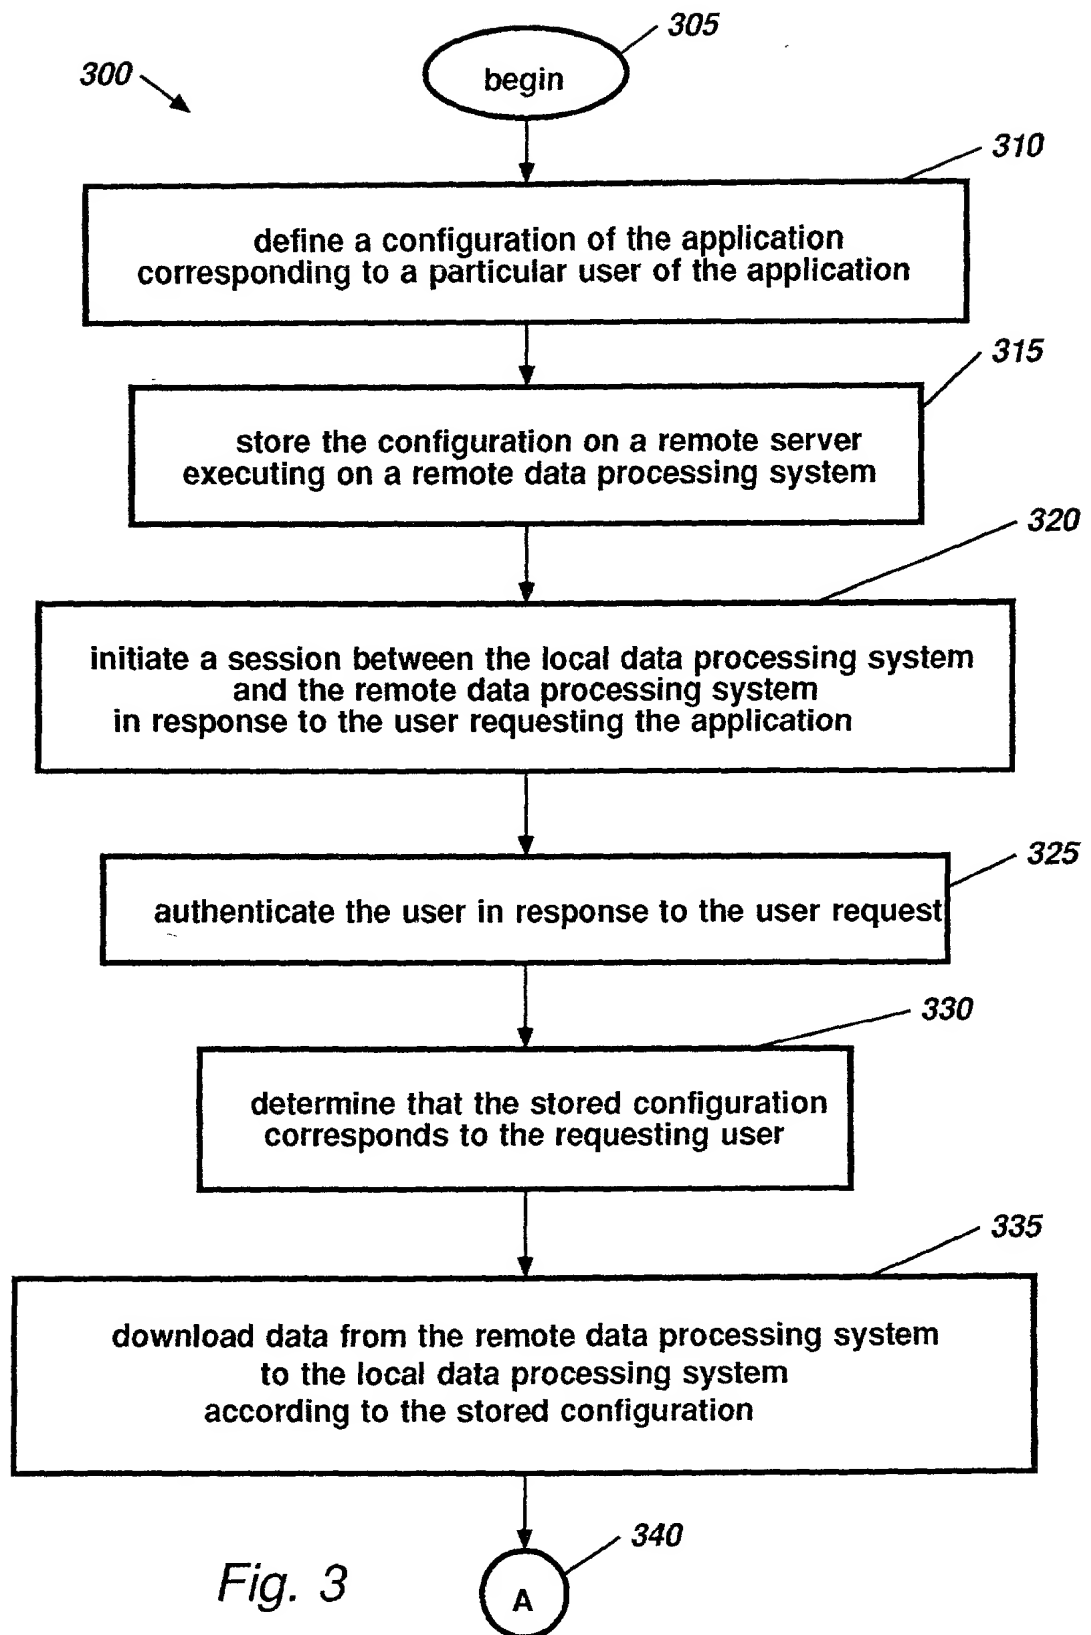 305
300
begin
310
define a configuration of the application
corresponding to a particular user of the application
315
store the configuration on a remote server
executing on a remote data processing system
320
initiate a session between the local data processing system
and the remote data processing system
in response to the user requesting the application
325
authenticate the user in response to the user request
330
determine that the stored configuration
corresponds to the requesting user
335
download data from the remote data processing system
to the local data processing system
according to the stored configuration
340
Fig. 3
A